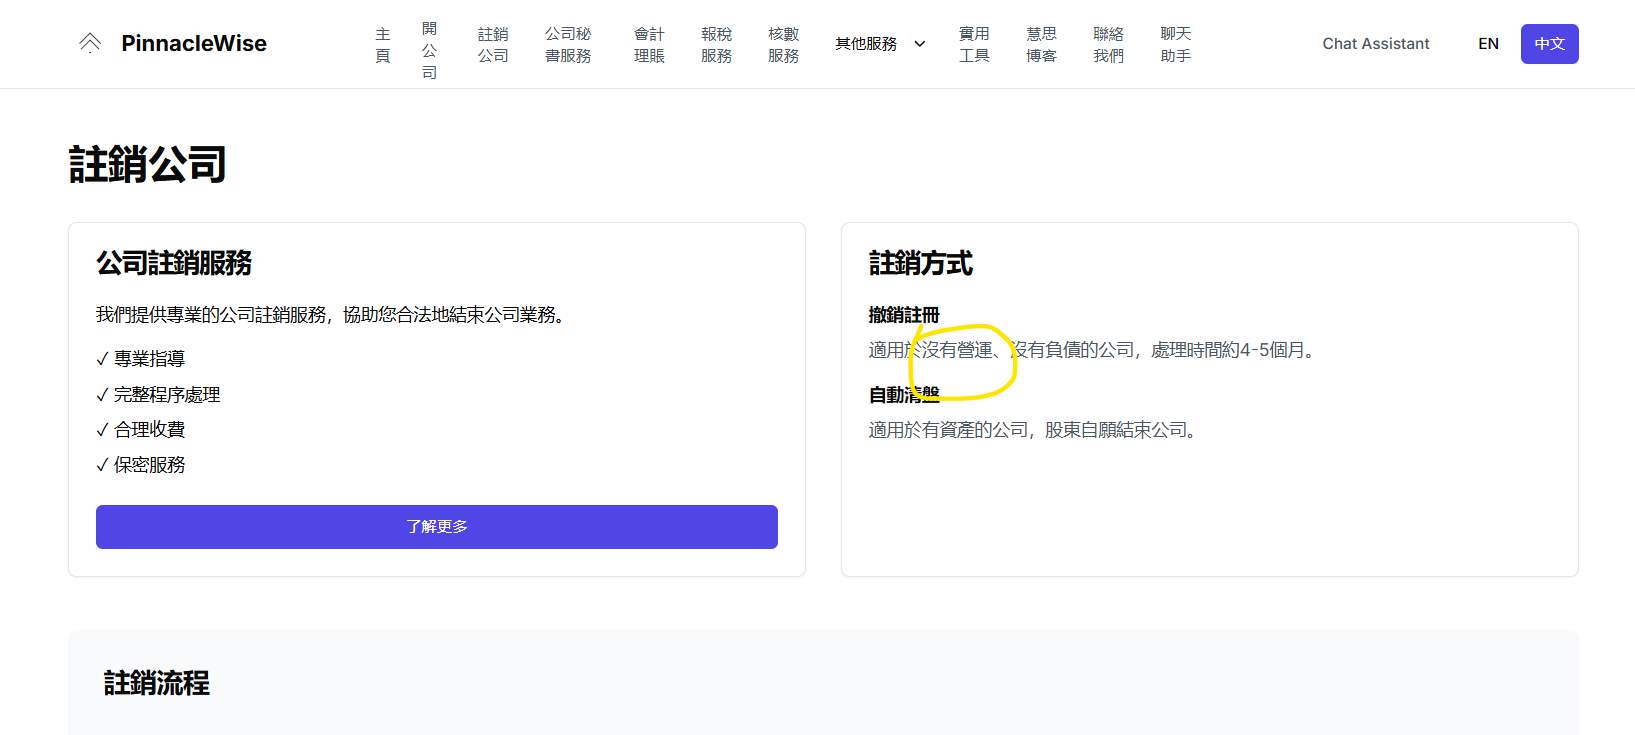 PinnacleWise
主頁
開公司
註銷公司
公司秘書服務
會計理賬
報稅服務
核數服務
其他服務
實用工具
慧思博客
聯絡我們
聊天助手
Chat Assistant
EN
中文
註銷公司
公司註銷服務
我們提供專業的公司註銷服務，協助您合法地結束公司業務。
✓ 專業指導
✓ 完整程序處理
✓ 合理收費
✓ 保密服務
了解更多
註銷方式
撤銷註冊
適用於沒有營運、沒有負債的公司，處理時間約4-5個月。
自動清盤
適用於有資產的公司，股東自願結束公司。
註銷流程